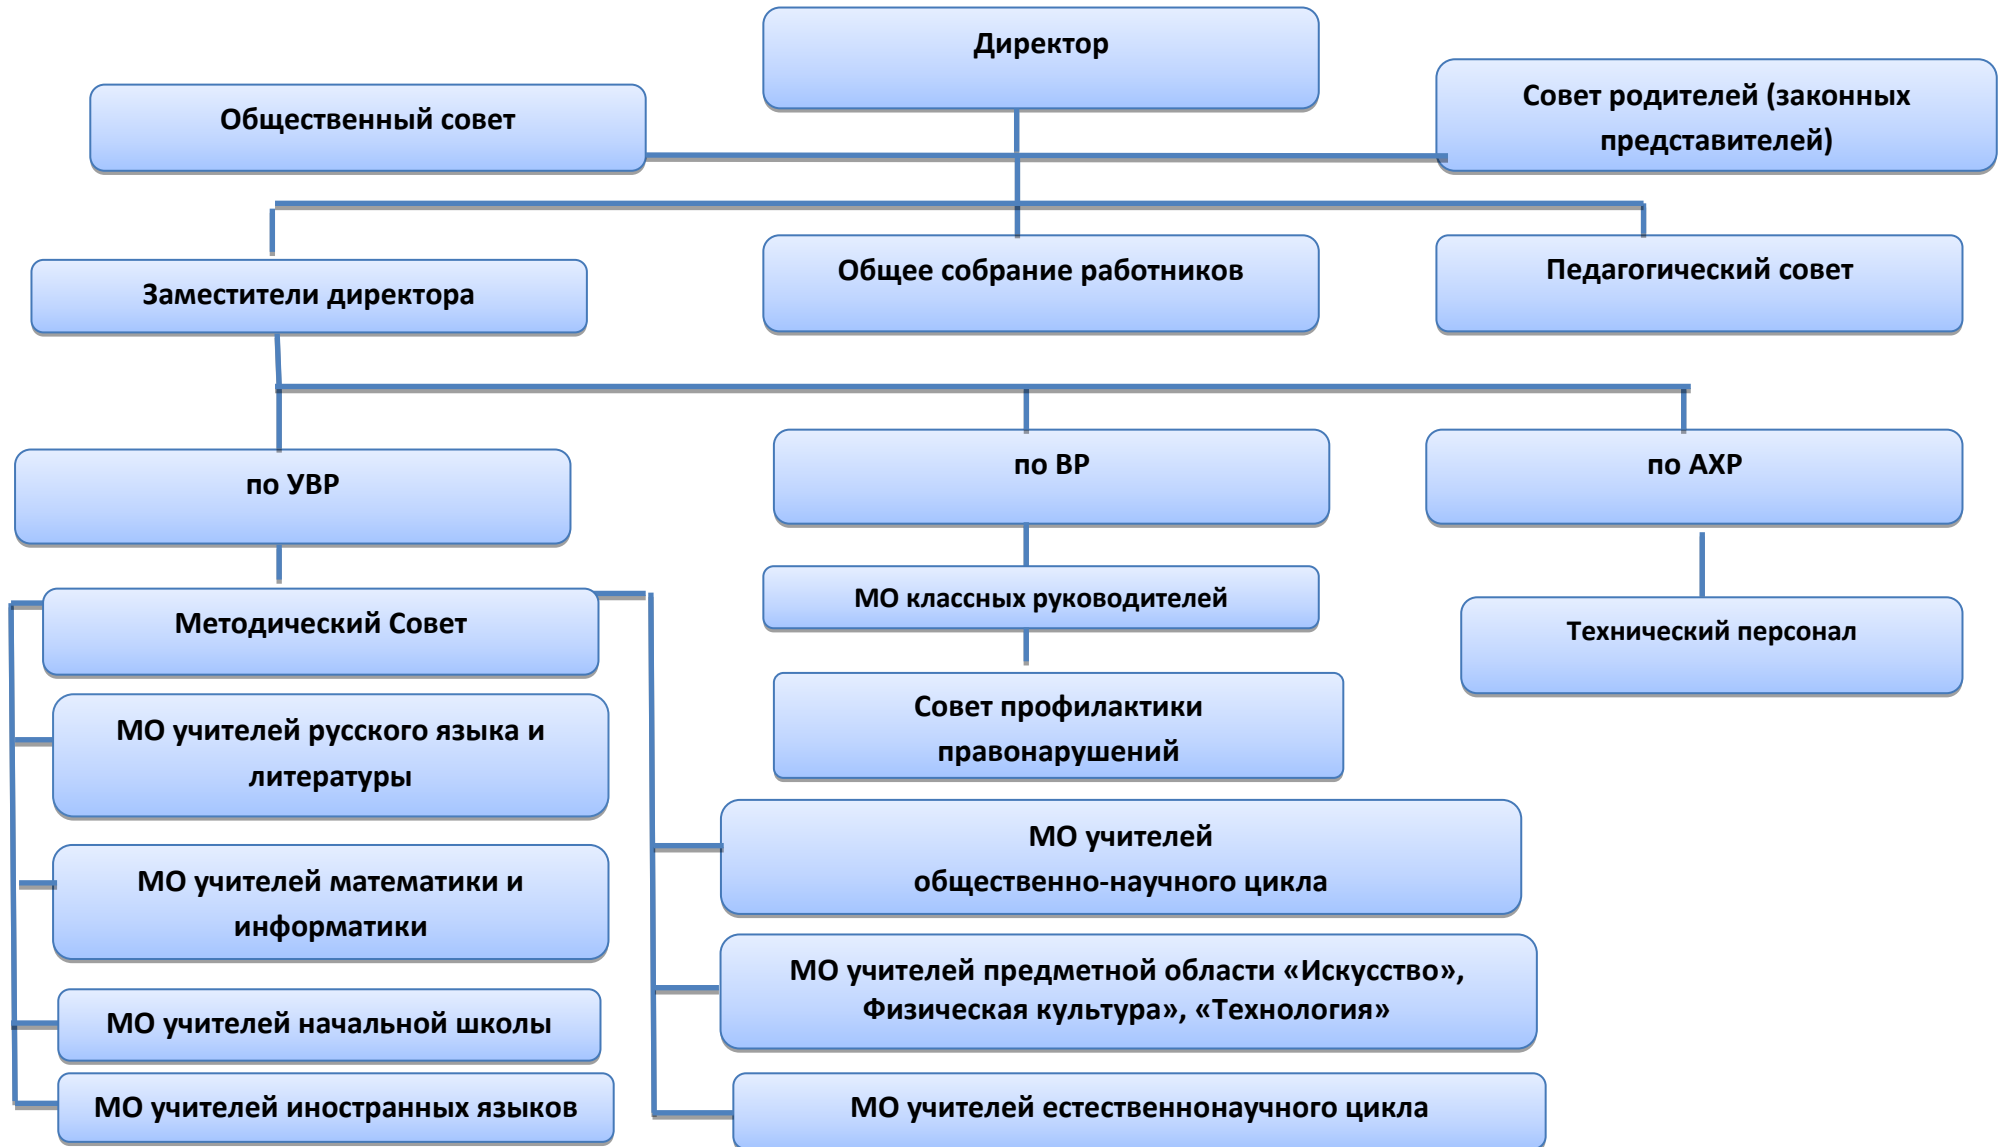 Директор
Общественный совет
Совет родителей (законных
представителей)
Заместители директора
Общее собрание работников
Педагогический совет
по УВР
по ВР
по АХР
Методический Совет
МО классных руководителей
Технический персонал
Совет профилактики
правонарушений
МО учителей русского языка и
литературы
МО учителей математики и
информатики
МО учителей начальной школы
МО учителей иностранных языков
МО учителей
общественно-научного цикла
МО учителей предметной области «Искусство»,
Физическая культура», «Технология»
МО учителей естественнонаучного цикла